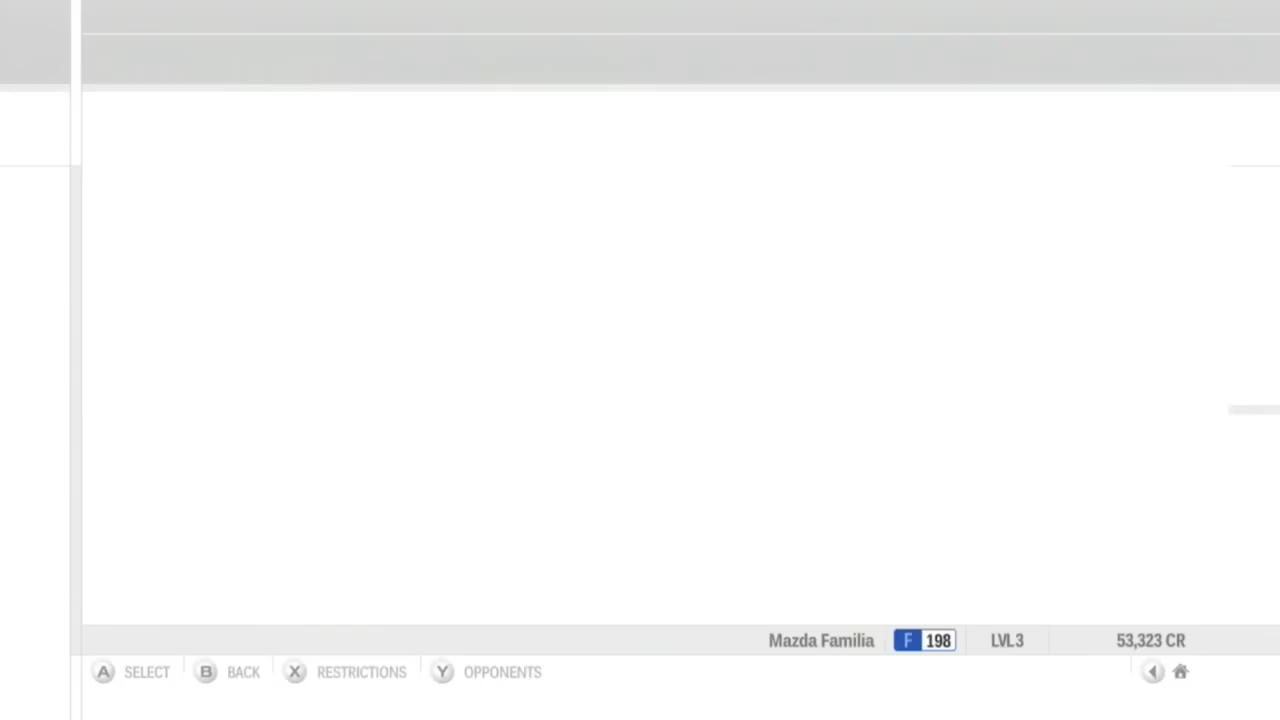 Mazda Familia F 198 LVL3 53,323 CR
A SELECT B BACK X RESTRICTIONS Y OPPONENTS